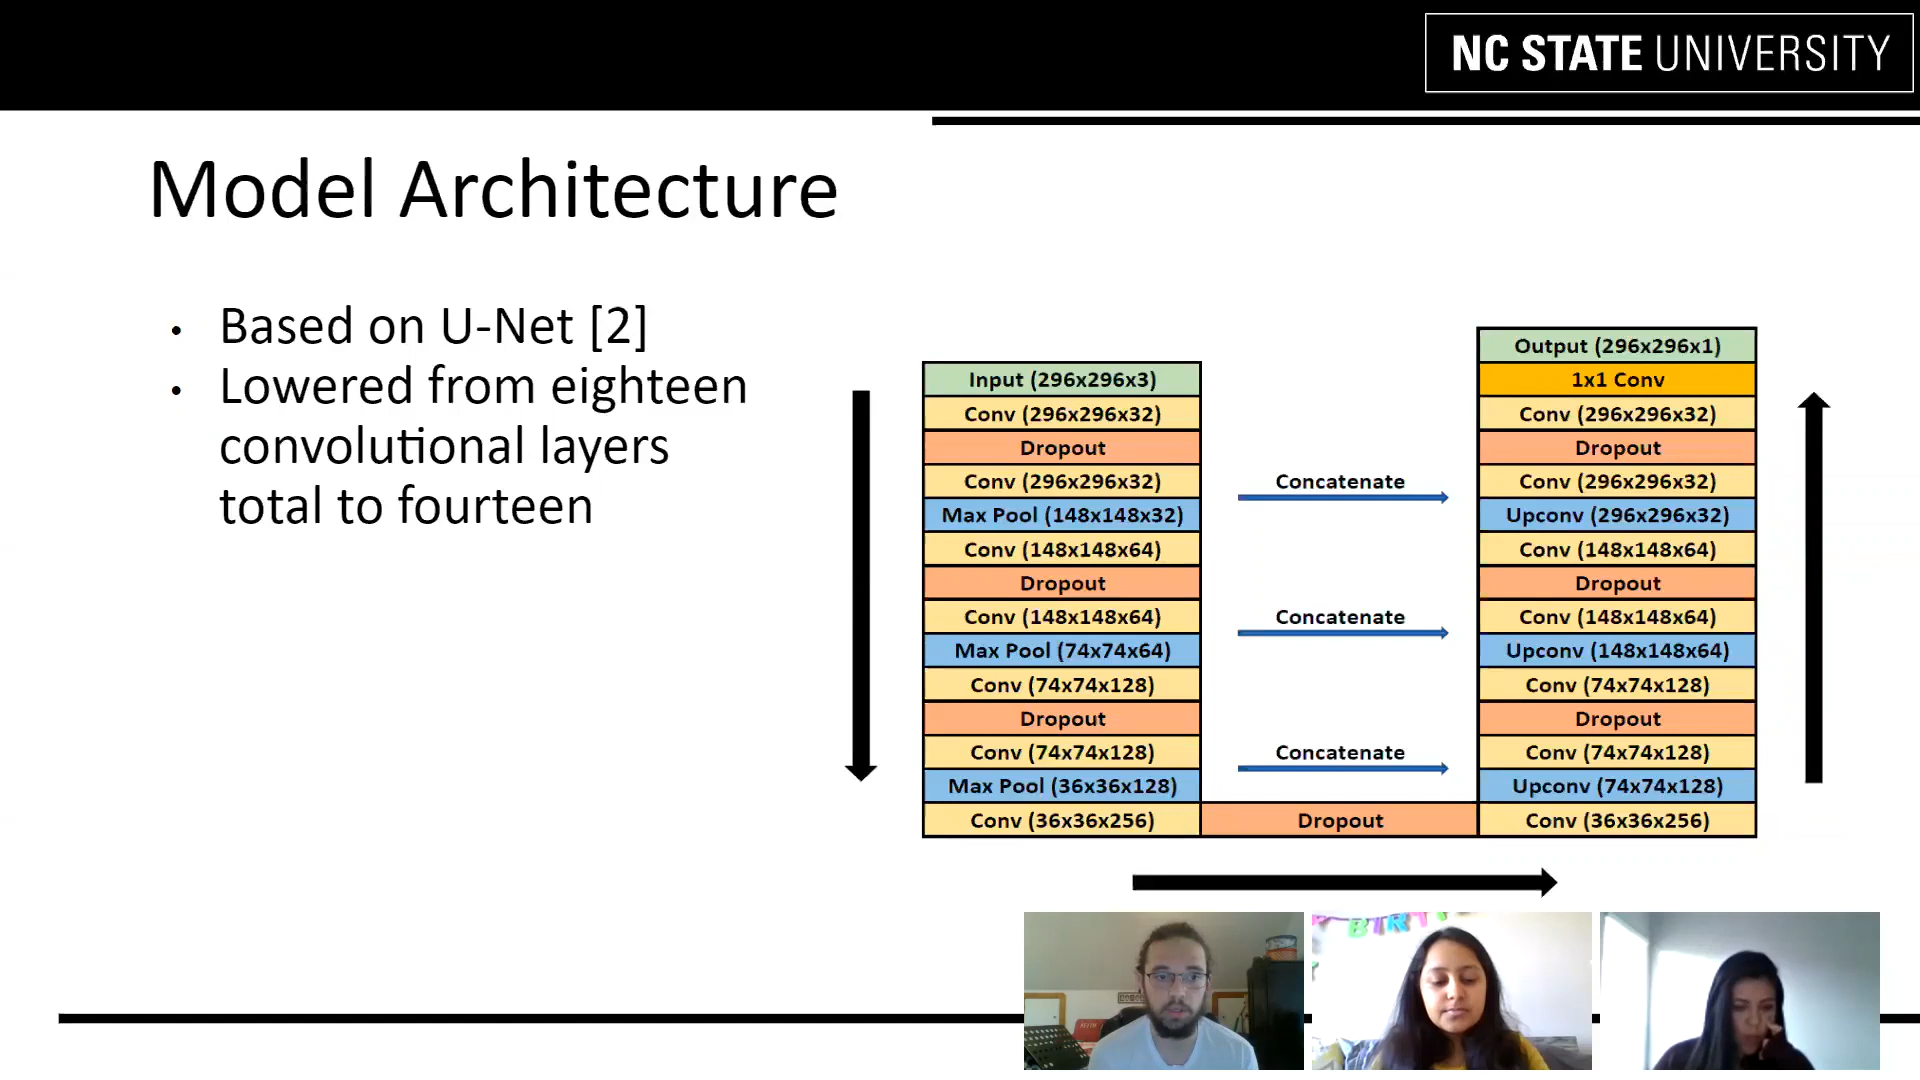 NC STATE UNIVERSITY
Model Architecture
• Based on U-Net [2]
• Lowered from eighteen
convolutional layers
total to fourteen
Input (296x296x3)
Conv (296x296x32)
Dropout
Conv (296x296x32)
Max Pool (148x148x32)
Conv (148x148x64)
Dropout
Conv (148x148x64)
Max Pool (74x74x64)
Conv (74x74x128)
Dropout
Conv (74x74x128)
Max Pool (36x36x128)
Conv (36x36x256)
Concatenate
Concatenate
Concatenate
Dropout
Output (296x296x1)
1x1 Conv
Conv (296x296x32)
Dropout
Conv (296x296x32)
Upconv (296x296x32)
Conv (148x148x64)
Dropout
Conv (148x148x64)
Upconv (148x148x64)
Conv (74x74x128)
Dropout
Conv (74x74x128)
Upconv (74x74x128)
Conv (36x36x256)